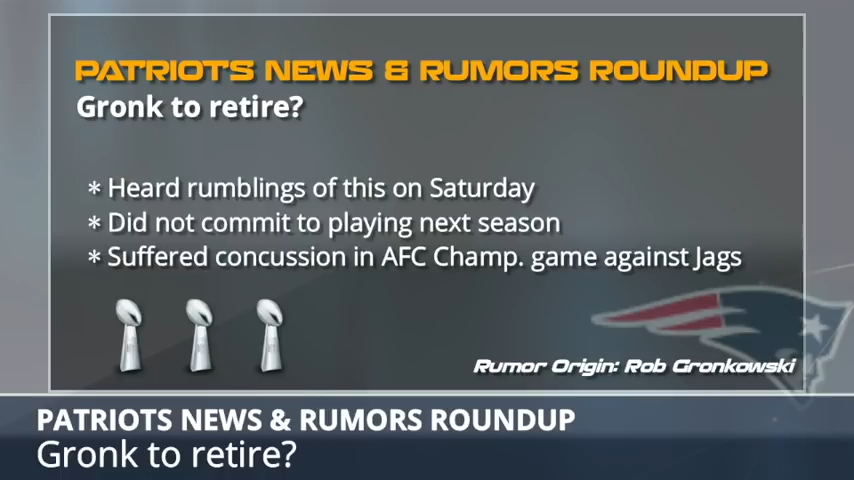 PATRIOTS NEWS & RUMORS ROUNDUP
Gronk to retire?
* Heard rumblings of this on Saturday
* Did not commit to playing next season
* Suffered concussion in AFC Champ. game against Jags
Rumor Origin: Rob Gronkowski
PATRIOTS NEWS & RUMORS ROUNDUP
Gronk to retire?